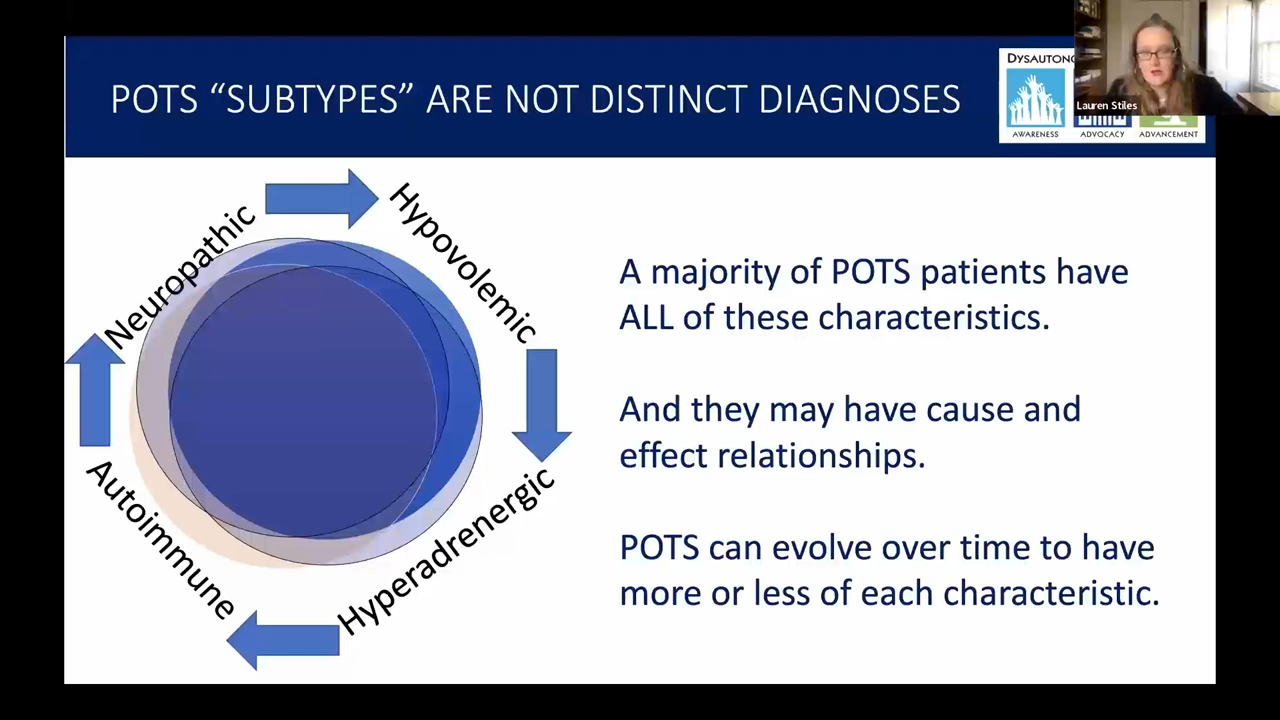 POTS “SUBTYPES” ARE NOT DISTINCT DIAGNOSES
AWARENESS
ADVOCACY
ADVANCEMENT
Lauren Stiles
Neuropathic
Hypovolemic
Hyperadrenergic
Autoimmune
A majority of POTS patients have
ALL of these characteristics.
And they may have cause and
effect relationships.
POTS can evolve over time to have
more or less of each characteristic.